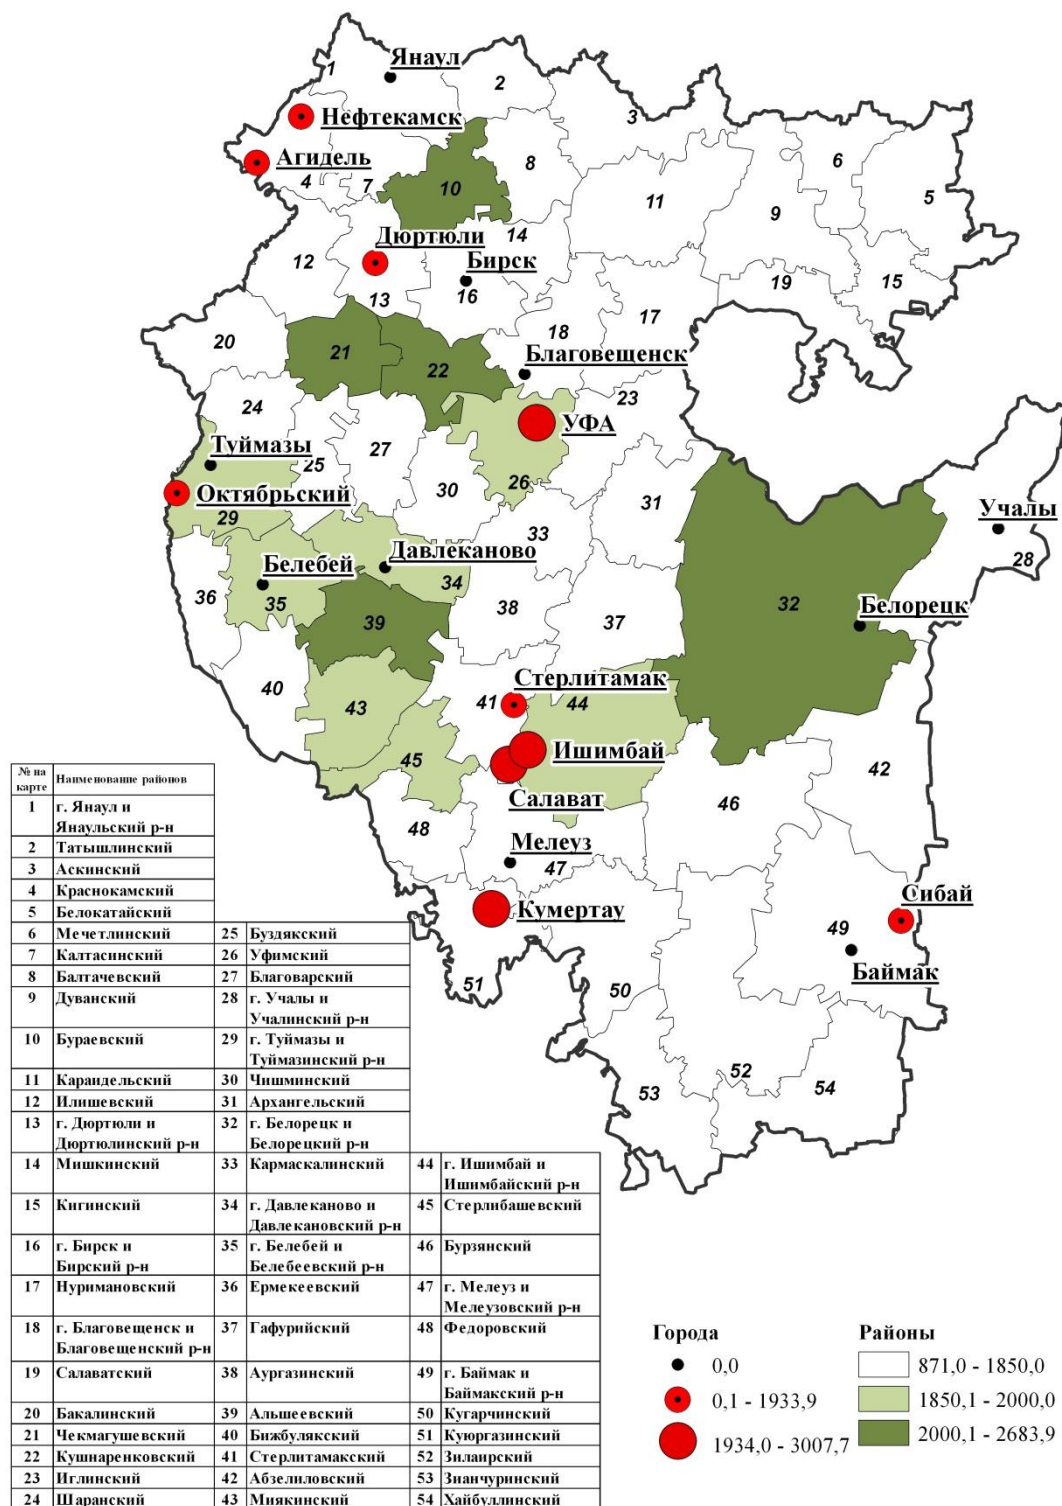 Янаул
1
2
Нефтекамск
3
Агидель
4
7
10
8
6
11
9
5
Дюртюли
14
12
Бирск
13
16
19
15
20
21
22
18
17
Благовещенск
24
23
УФА
Туймазы
25
27
26
Октябрьский
30
31
29
33
Учалы
28
Давлеканово
Белебей
34
36
35
38
37
32
Белорецк
39
40
43
Стерлитамак
41
44
45
Ишимбай
42
Салават
46
48
Мелеуз
47
Кумертау
Сибай
49
Баймак
51
50
52
53
54
№ на карте Наименование районов
1 г. Янаул и
Янаульский р-н
2 Татышлинский
3 Аскинский
4 Краснокамский
5 Белокатайский
6 Мечетлинский 25 Буздякский
7 Калтасинский 26 Уфимский
8 Балтачевский 27 Благоварский
9 Дуванский 28 г. Учалы и
Учалинский р-н
10 Бураевский 29 г. Туймазы и
Туймазинский р-н
11 Караидельский 30 Чишминский
12 Илишевский 31 Архангельский
13 г. Дюртюли и 32 г. Белорецк и
Дюртюлинский р-н Белорецкий р-н
14 Мишкинский 33 Кармаскалинский 44 г. Ишимбай и
Ишимбайский р-н
15 Кигинский 34 г. Давлеканово и 45 Стерлибашевский
Давлекановский р-н
16 г. Бирск и 35 г. Белебей и 46 Бурзянский
Бирский р-н Белебеевский р-н
17 Нуримановский 36 Ермекеевский 47 г. Мелеуз и
Мелеузовский р-н
18 г. Благовещенск и 37 Гафурийский 48 Федоровский
Благовещенский р-н
19 Салаватский 38 Аургазинский 49 г. Баймак и
Баймакский р-н
20 Бакалинский 39 Альшеевский 50 Кугарчинский
21 Чекмагушевский 40 Бижбулякский 51 Куюргазинский
22 Кушнаренковский 41 Стерлитамакский 52 Зилаирский
23 Иглинский 42 Абзелиловский 53 Зианчуринский
24 Шаранский 43 Миякинский 54 Хайбуллинский
Города Районы
0,0 871,0 - 1850,0
0,1 - 1933,9 1850,1 - 2000,0
1934,0 - 3007,7 2000,1 - 2683,9